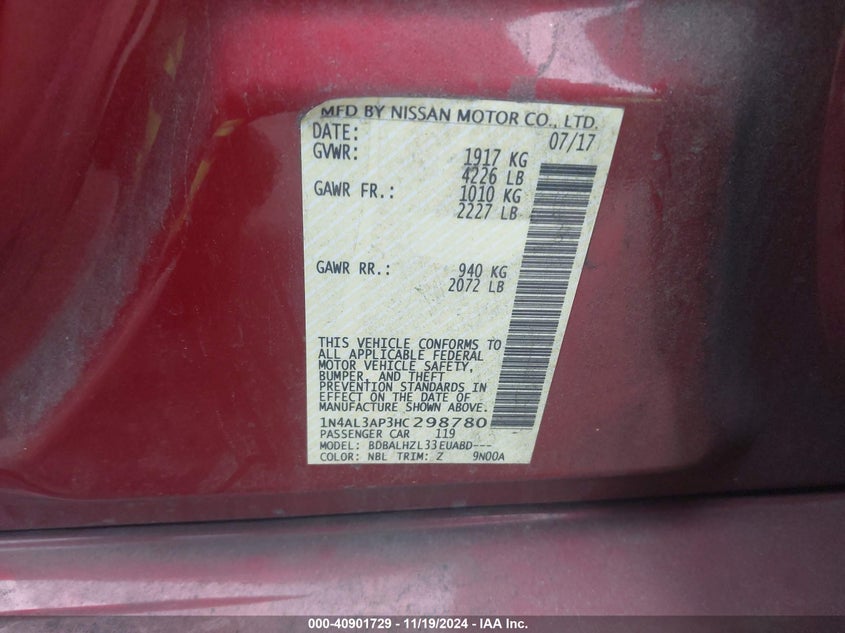 MFD BY NISSAN MOTOR CO., LTD.
DATE: 07/17
GVWR: 1917 KG
4226 LB
GAWR FR.: 1010 KG
2227 LB
GAWR RR.: 940 KG
2072 LB
THIS VEHICLE CONFORMS TO
ALL APPLICABLE FEDERAL
MOTOR VEHICLE SAFETY,
BUMPER, AND THEFT
PREVENTION STANDARDS IN
EFFECT ON THE DATE OF
MANUFACTURE SHOWN ABOVE.
1N4AL3AP3HC298780
PASSENGER CAR 119
MODEL: BDBALHZL33EUABD---
COLOR: NBL TRIM: Z 9N00A
000-40901729 - 11/19/2024 - IAA Inc.